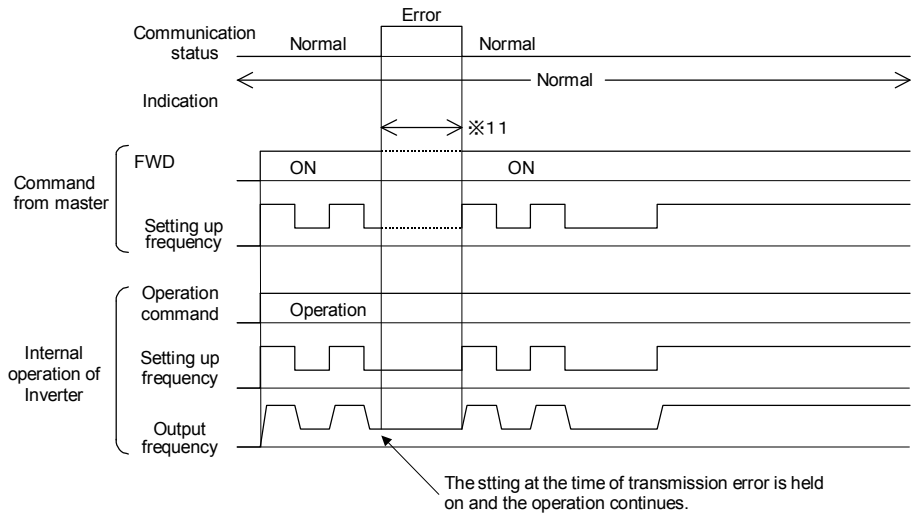 Error
Communication
status
Normal
Normal
Normal
Indication
※11
Command
from master
FWD
ON
ON
Setting up
frequency
Internal
operation of
Inverter
Operation
command
Operation
Setting up
frequency
Output
frequency
The stting at the time of transmission error is held
on and the operation continues.